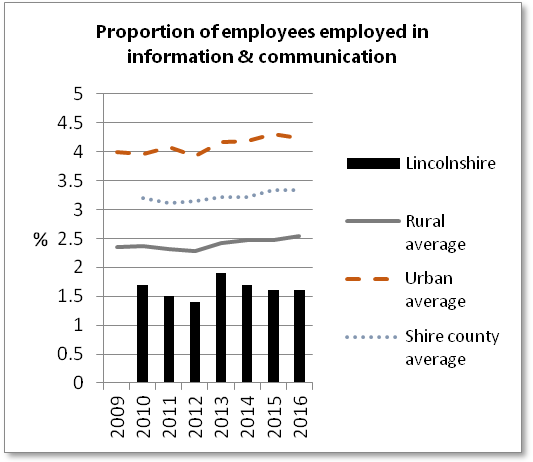 Proportion of employees employed in
information & communication
5
4.5
4
3.5
3
2.5
2
1.5
1
0.5
0
%
2009
2010
2011
2012
2013
2014
2015
2016
Lincolnshire
Rural
average
Urban
average
Shire county
average